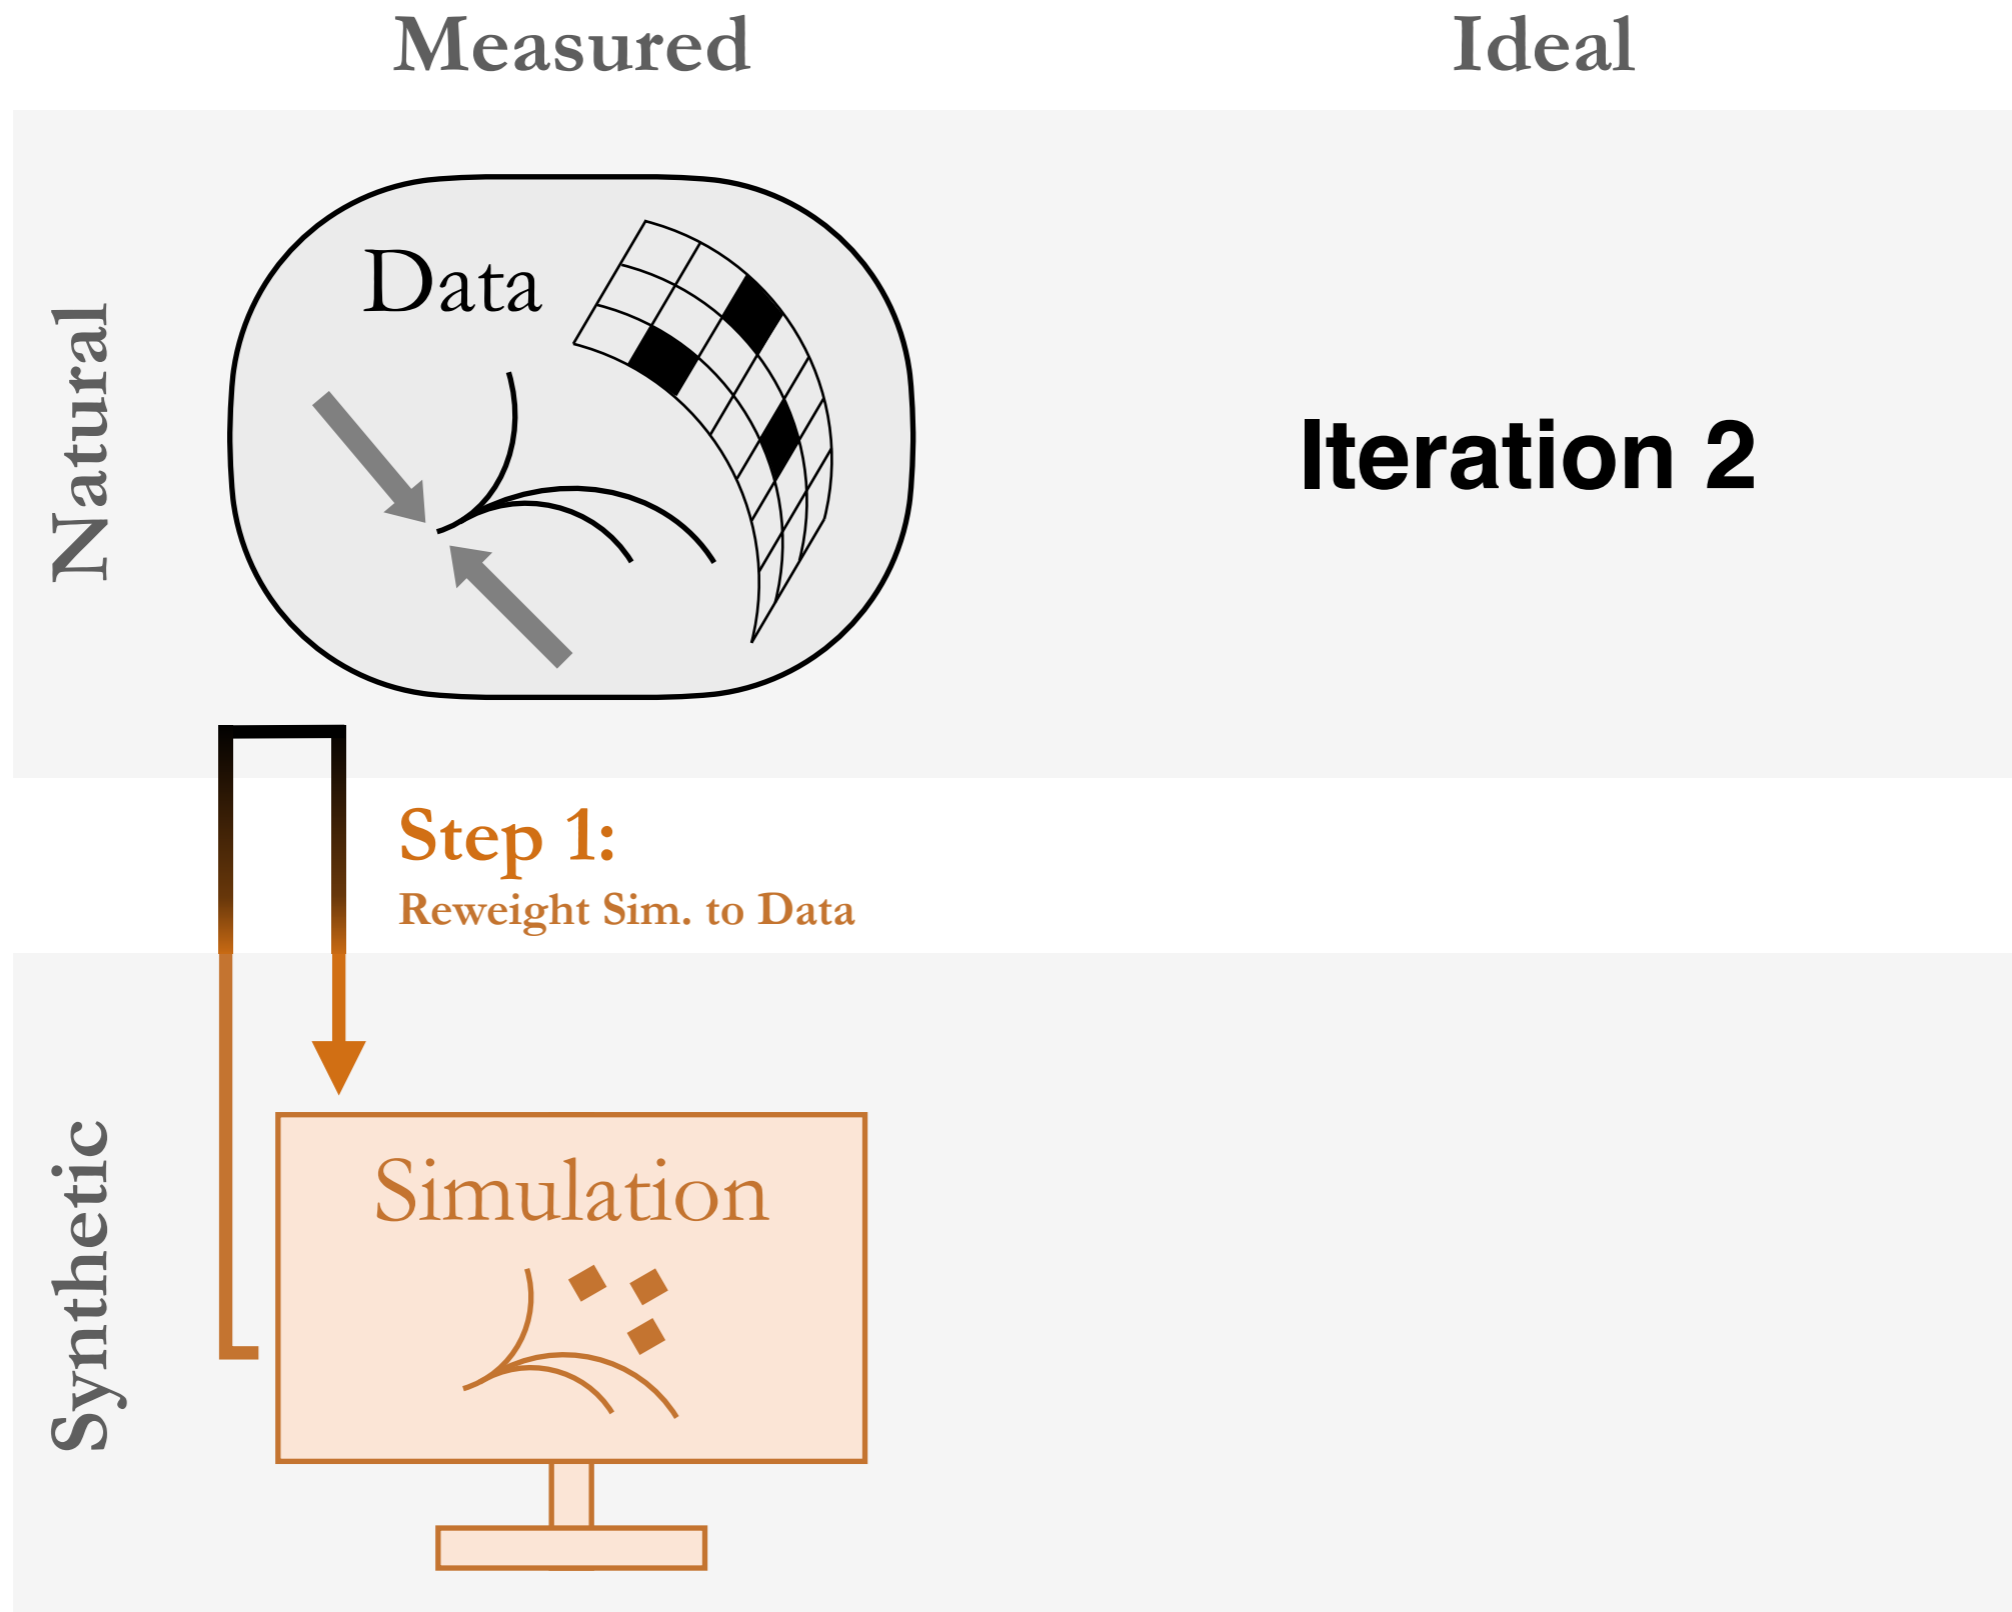 Measured
Ideal
Natural
Data
Iteration 2
Step 1:
Reweight Sim. to Data
Synthetic
Simulation